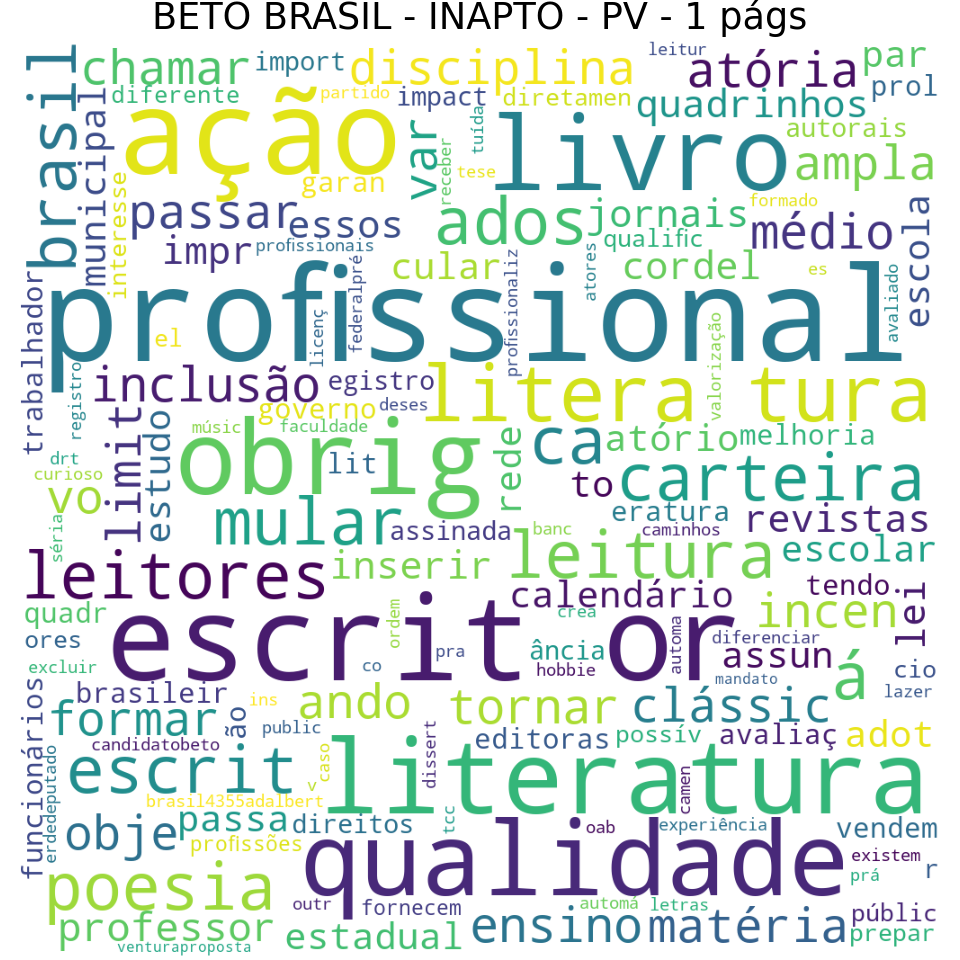 BETO BRASIL - INAPTO - PV - 1 págs
leitur
chamar import disciplina atória par
diferente partido impact diretamen quadrinhos prol
brasil municipal ação var tuída livro autorais
garan receber tese ampla
interesse passar essos ados jornais formado
impr profissionais qualific médio escola
cular atores cordel es
trabalhador profissional federalpré profissionaliz avaliado
el licenç valorização
registro inclusão egistro litera tura
governo deses
limit estudo músic faculdade obrig rede ca atório melhoria
drt lit
curioso vo to carteira
mular assinada banc eratura caminhos revistas
séria leitores inserir leitura escolar
calendário tendo
quadr escrit or crea incen lei
ores ordem automa diferenciar
excluir pra ância assun
co hobbie mandato á cio
funcionários brasileir ins ando tornar clássic lazer
formar ão public editoras possív avaliaç adot
candidatobeto dissert
erdedeputado escrit caso literatura camen
brasil4355adalbert v
obje passa direitos tcc oab experiência vendem
profissões qualidade existem
poesia prá r
outr fornecem automá letras públic
professor estadual ensino matéria prepar
venturaproposta